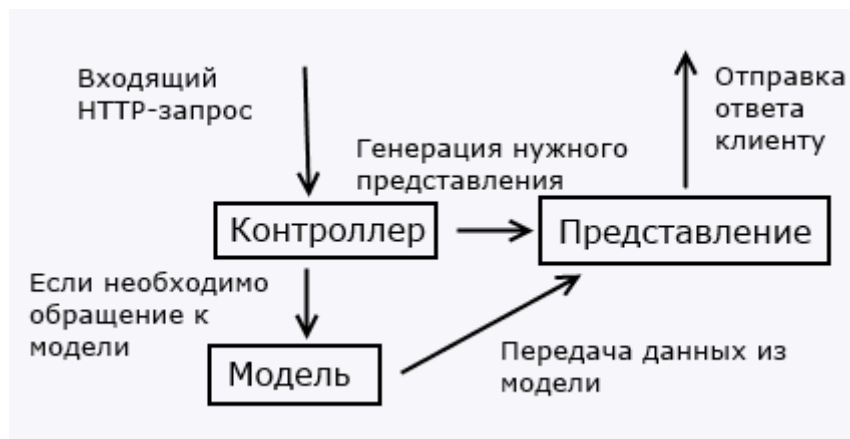 Входящий
HTTP-запрос
Отправка
ответа
клиенту
Генерация нужного
представления
Контроллер
Представление
Если необходимо
обращение к
модели
Модель
Передача данных из
модели